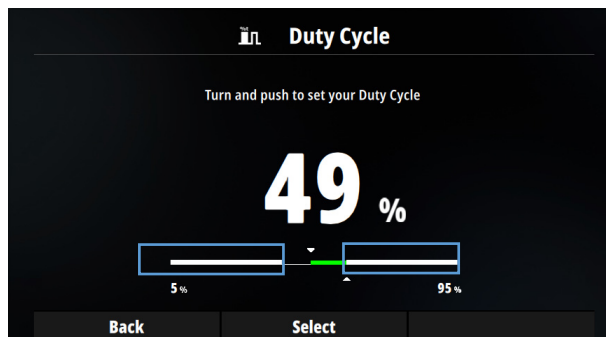 Duty Cycle
Turn and push to set your Duty Cycle
49 %
5 % 95 %
Back Select